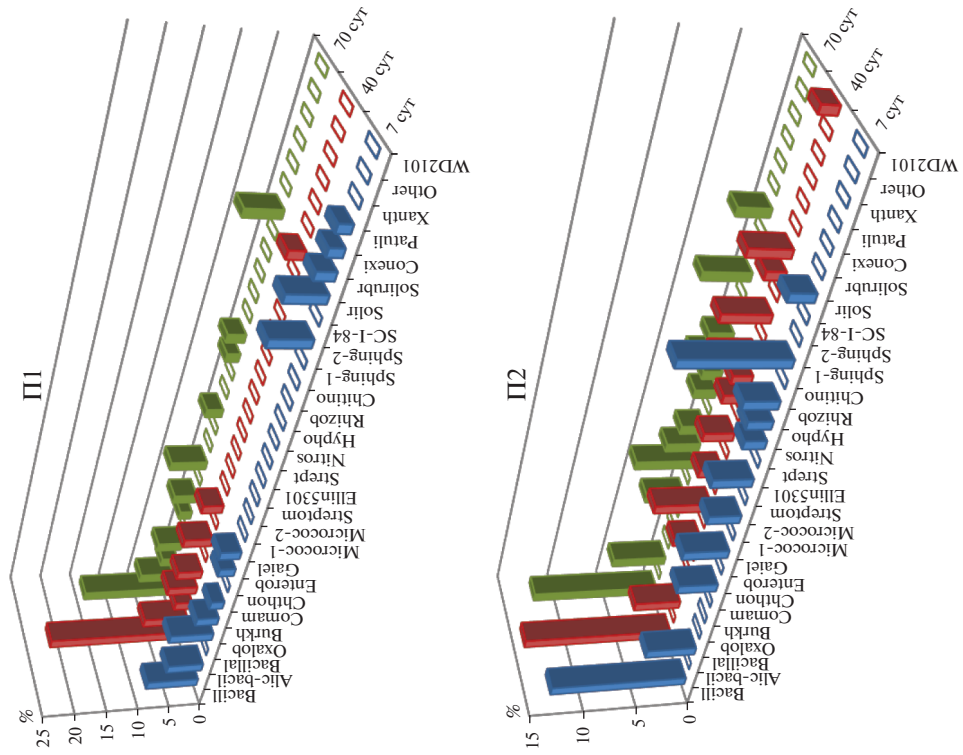 П1
%
25
20
15
10
5
0
70 сут
40 сут
7 сут
Bacill
Alic-bacil
Bacillal
Oxalob
Burkh
Comam
Chthon
Enterob
Gaiel
Micrococ-1
Micrococ-2
Streptom
Ellin5301
Strept
Nitros
Hypho
Rhizob
Chitino
Sphing-1
Sphing-2
SC-I-84
Solir
Solirubr
Conexi
Patuli
Xanth
Other
WD2101
П2
%
15
10
5
0
70 сут
40 сут
7 сут
Bacill
Alic-bacil
Bacillal
Oxalob
Burkh
Comam
Chthon
Enterob
Gaiel
Micrococ-1
Micrococ-2
Streptom
Ellin5301
Strept
Nitros
Hypho
Rhizob
Chitino
Sphing-1
Sphing-2
SC-I-84
Solir
Solirubr
Conexi
Patuli
Xanth
Other
WD2101